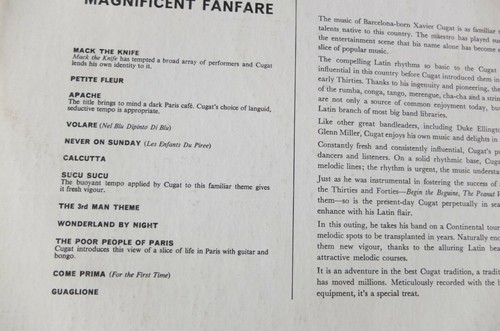 MAGNIFICENT FANFARE
MACK THE KNIFE
Mack the Knife has tempted a broad array of performers and Cugat
lends his own identity to it.
PETITE FLEUR
APACHE
The title brings to mind a dark Paris café. Cugat's choice of languid,
seductive tempo is appropriate.
VOLARE (Nel Blu Dipinto Di Blu)
NEVER ON SUNDAY (Les Enfants Du Piree)
CALCUTTA
SUCU SUCU
The buoyant tempo applied by Cugat to this familiar theme gives
it fresh vigour.
THE 3rd MAN THEME
WONDERLAND BY NIGHT
THE POOR PEOPLE OF PARIS
Cugat introduces this view of a slice of life in Paris with guitar and
bongo.
COME PRIMA (For the First Time)
GUAGLIONE
The music of Barcelona-born Xavier Cugat is as familiar
talents native to this country. The maestro has played
the entertainment scene that his name alone has become
slice of popular music.
The compelling Latin rhythms so basic to the Cugat
influential in this country before Cugat introduced them in
early Thirties. Thanks to his ingenuity and pioneering, the
of the rumba, conga, tango, merengue, cha-cha and a string
are not only a source of common enjoyment today, but
Latin branch of most big band libraries.
Like other great bandleaders, including Duke Ellington
Glenn Miller, Cugat enjoys his own music and delights in
Constantly fresh and consistently influential, Cugat's
dancers and listeners. On a solid rhythmic base, Cugat
melodic lines; the rhythm is urgent, the music understand
Just as he was instrumental in fostering the success of
the Thirties and Forties—Begin the Beguine, The Peanut
them—so is the present-day Cugat perpetually in
enhance with his Latin flair.
In this outing, he takes his band on a Continental
melodic spots to be transplanted in years. Naturally
them new vigour, thanks to the alluring Latin
attractive melodic courses.
It is an adventure in the best Cugat tradition, a
has moved millions. Meticulously recorded with the
equipment, it's a special treat.